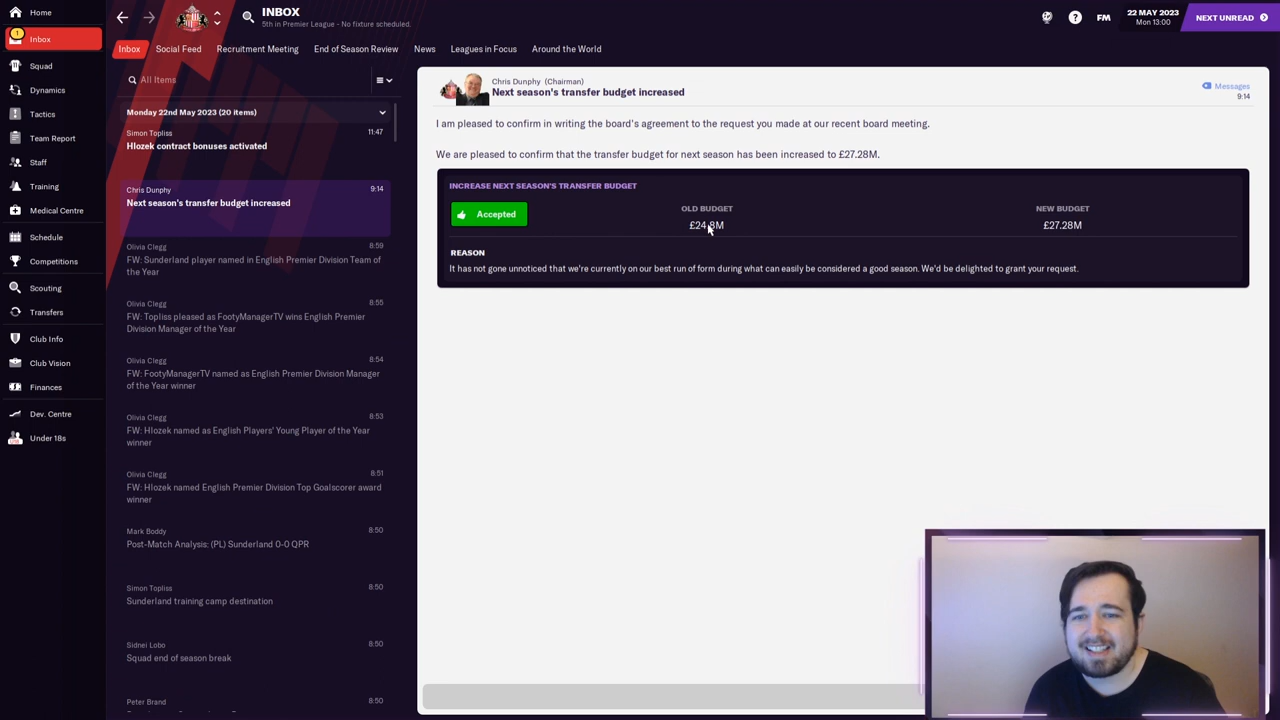 Home
INBOX
5th in Premier League - No fixture scheduled.
22 MAY 2023
Mon 13:00
FM
NEXT UNREAD
1
Inbox
Squad
Dynamics
Tactics
Team Report
Staff
Training
Medical Centre
Schedule
Competitions
Scouting
Transfers
Club Info
Club Vision
Finances
Dev. Centre
Under 18s
Inbox Social Feed Recruitment Meeting End of Season Review News Leagues in Focus Around the World
All Items
Monday 22nd May 2023 (20 items)
Simon Topliss 11:47
Hlozek contract bonuses activated
Chris Dunphy 9:14
Next season's transfer budget increased
Olivia Clegg 8:59
FW: Sunderland player named in English Premier Division Team of
the Year
Olivia Clegg 8:55
FW: Topliss pleased as FootyManagerTV wins English Premier
Division Manager of the Year
Olivia Clegg 8:54
FW: FootyManagerTV named as English Premier Division Manager
of the Year winner
Olivia Clegg 8:53
FW: Hlozek named as English Players' Young Player of the Year
winner
Olivia Clegg 8:51
FW: Hlozek named English Premier Division Top Goalscorer award
winner
Mark Boddy 8:50
Post-Match Analysis: (PL) Sunderland 0-0 QPR
Simon Topliss 8:50
Sunderland training camp destination
Sidnei Lobo 8:50
Squad end of season break
Peter Brand 8:50
Chris Dunphy (Chairman)
Next season's transfer budget increased
Messages
9:14
I am pleased to confirm in writing the board's agreement to the request you made at our recent board meeting.
We are pleased to confirm that the transfer budget for next season has been increased to £27.28M.
INCREASE NEXT SEASON'S TRANSFER BUDGET
Accepted
OLD BUDGET
£24.8M
NEW BUDGET
£27.28M
REASON
It has not gone unnoticed that we're currently on our best run of form during what can easily be considered a good season. We'd be delighted to grant your request.